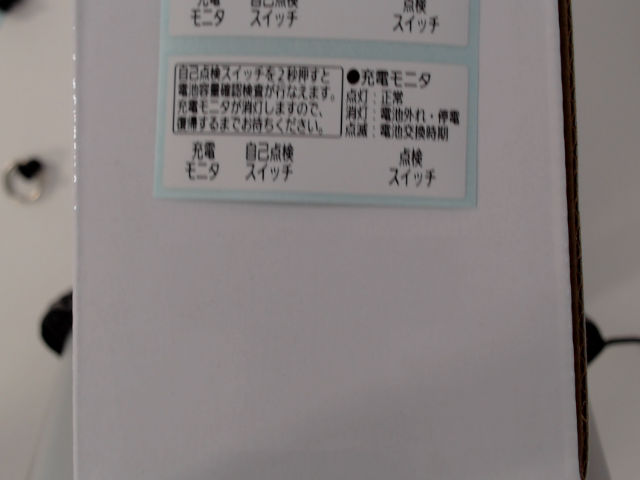 充電 自己点検 点検
モニタ スイッチ スイッチ
自己点検スイッチを2秒押すと
電池容量確認検査が行なえます。
充電モニタが消灯しますので、
復帰するまでお待ちください。
●充電モニタ
点灯：正常
消灯：電池外れ・停電
点滅：電池交換時期
充電 自己点検 点検
モニタ スイッチ スイッチ